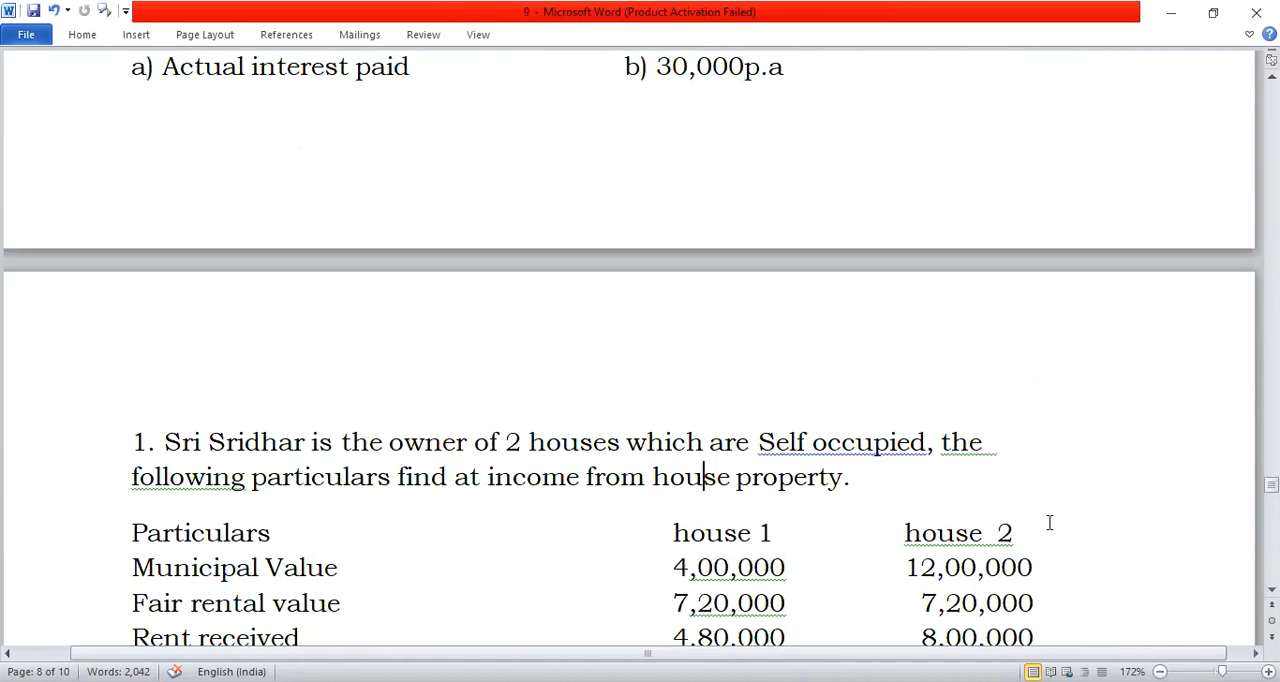 9 - Microsoft Word (Product Activation Failed)
File Home Insert Page Layout References Mailings Review View
a) Actual interest paid b) 30,000p.a
1. Sri Sridhar is the owner of 2 houses which are Self occupied, the
following particulars find at income from house property.
Particulars house 1 house 2
Municipal Value 4,00,000 12,00,000
Fair rental value 7,20,000 7,20,000
Rent received 4,80,000 8,00,000
Page: 8 of 10 Words: 2,042 English (India) 172%